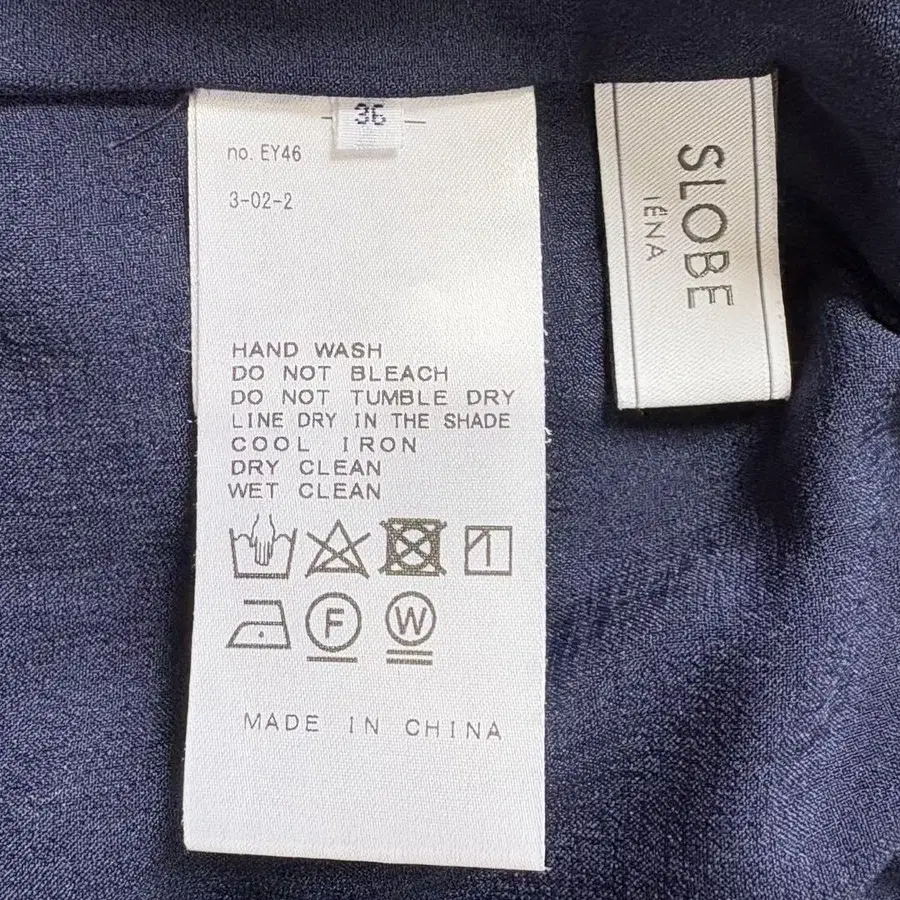 36
no. EY46
3-02-2
HAND WASH
DO NOT BLEACH
DO NOT TUMBLE DRY
LINE DRY IN THE SHADE
COOL IRON
DRY CLEAN
WET CLEAN
F
W
MADE IN CHINA
SLOBE
IÉNA